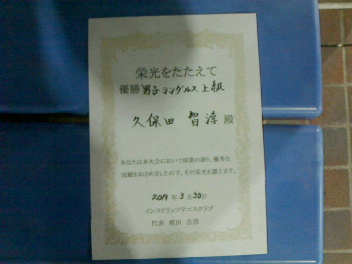 栄光をたたえて
優勝 男子シングルス上級
久保田 智淳 殿
あなたは本大会において頭書の通り、優秀な
成績をおさめましたので、その栄光を讃えます。
2019年3月30日
インスピリッツテニスクラブ
代表